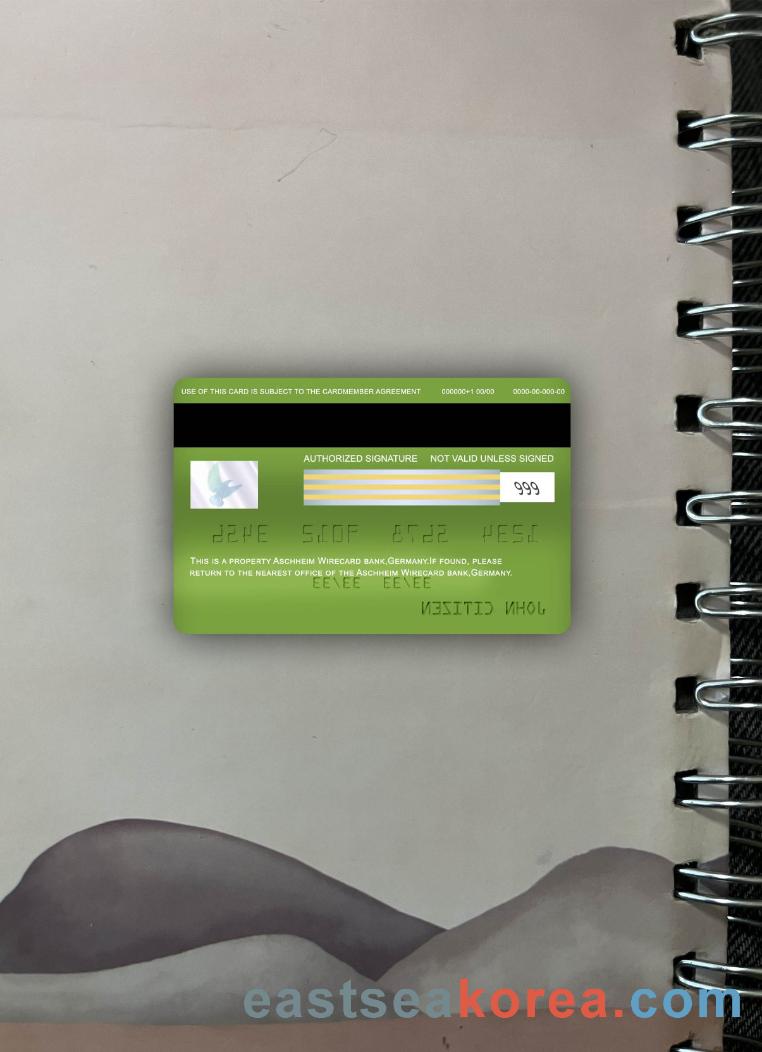 USE OF THIS CARD IS SUBJECT TO THE CARDMEMBER AGREEMENT 000000+1 00/00 0000-00-000-00
AUTHORIZED SIGNATURE NOT VALID UNLESS SIGNED
999
THIS IS A PROPERTY ASCHHEIM WIRECARD BANK,GERMANY.IF FOUND, PLEASE
RETURN TO THE NEAREST OFFICE OF THE ASCHHEIM WIRECARD BANK,GERMANY.
JOHN CITIZEN
eastseakorea.com